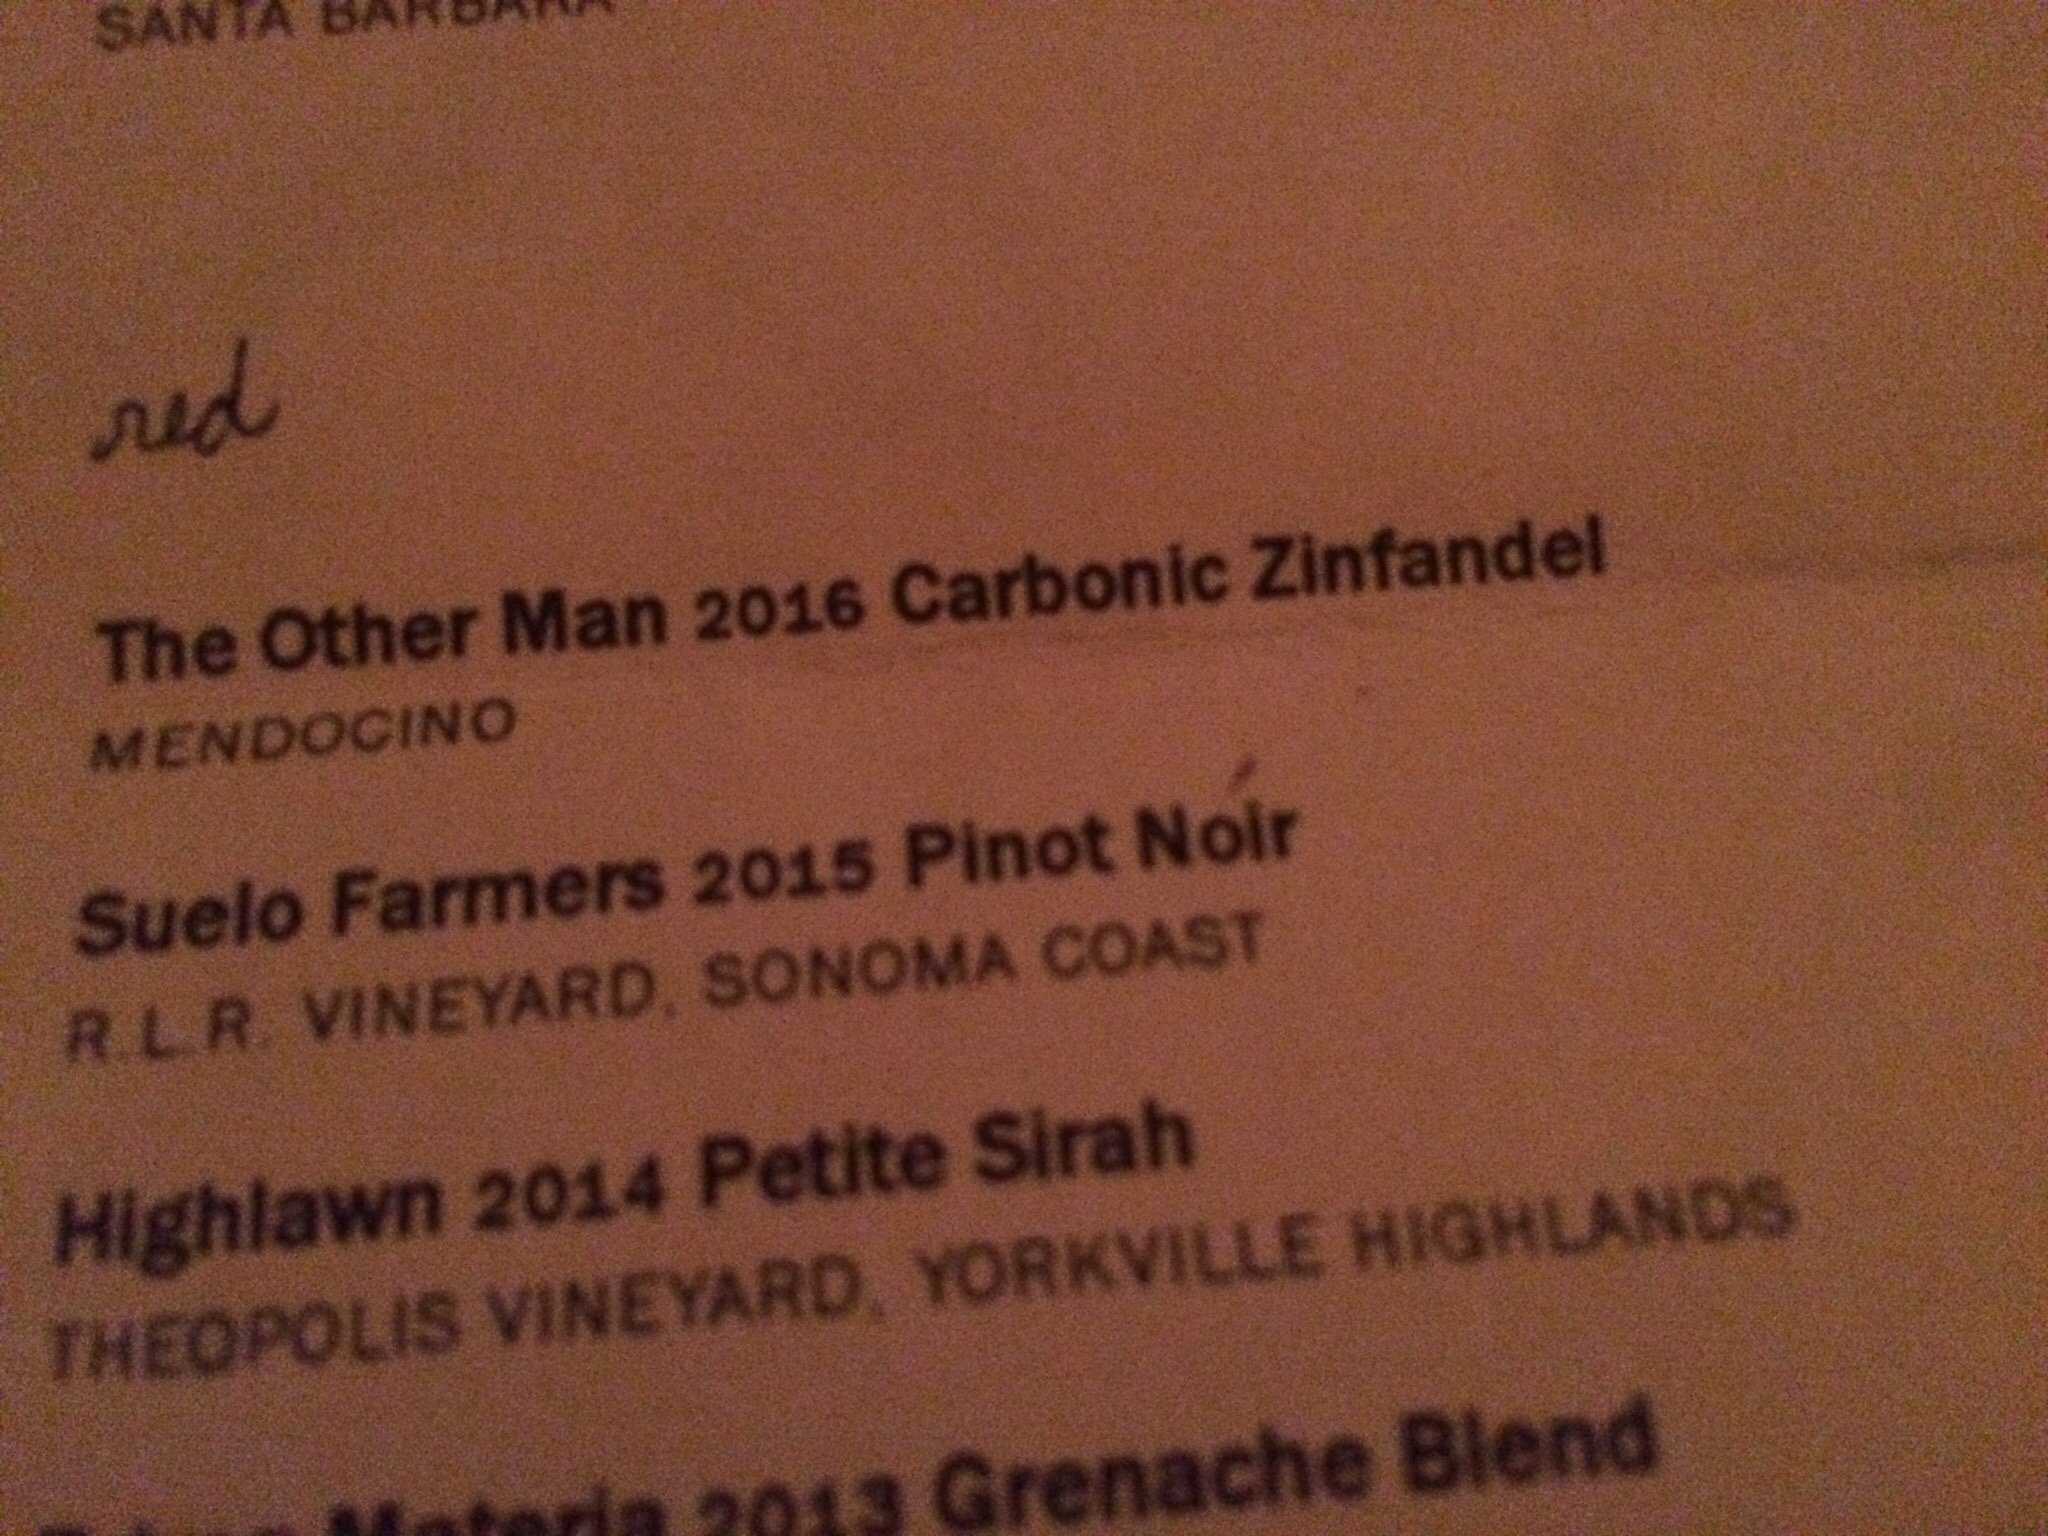 SANTA BARBARA
red
The Other Man 2016 Carbonic Zinfandel
MENDOCINO
Suelo Farmers 2015 Pinot Noir
R.L.R. VINEYARD, SONOMA COAST
Highlawn 2014 Petite Sirah
THEOPOLIS VINEYARD, YORKVILLE HIGHLANDS
Materia 2013 Grenache Blend